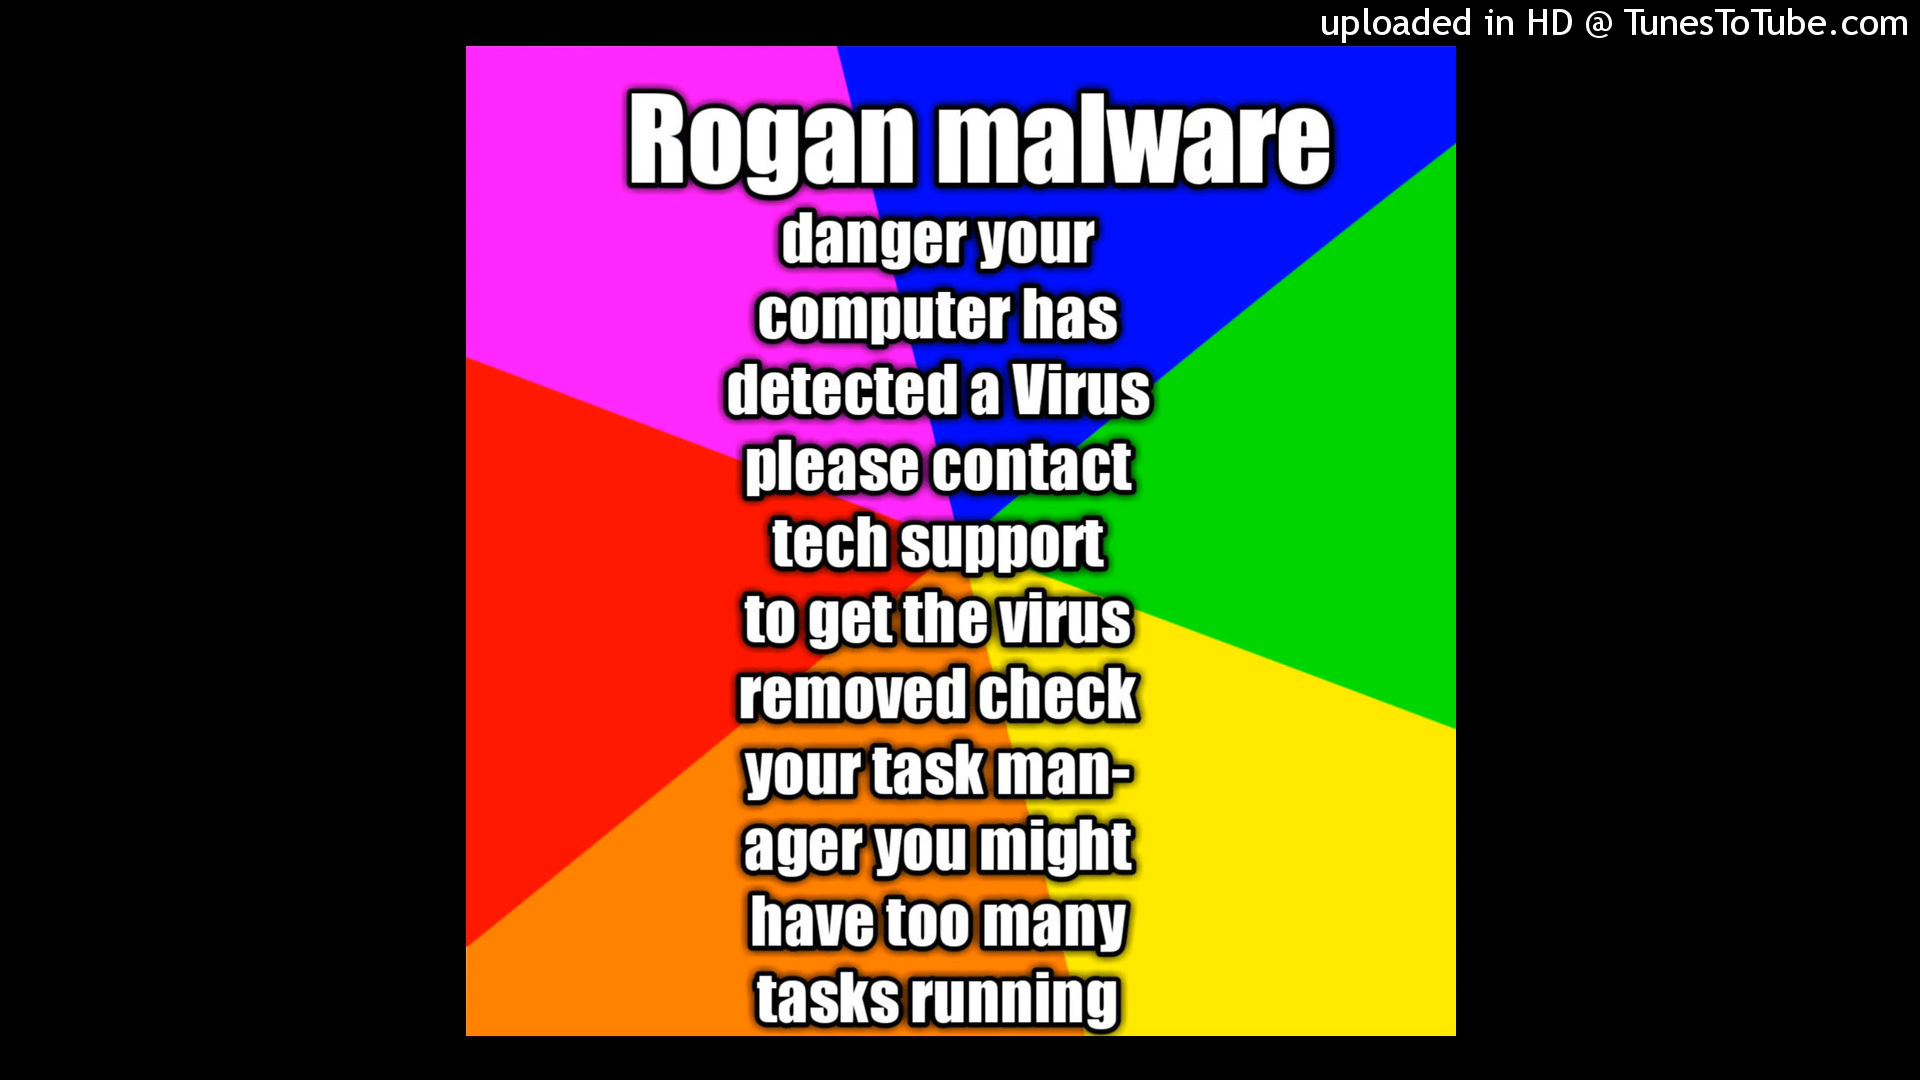 uploaded in HD @ TunesToTube.com
Rogan malware
danger your
computer has
detected a Virus
please contact
tech support
to get the virus
removed check
your task man-
ager you might
have too many
tasks running